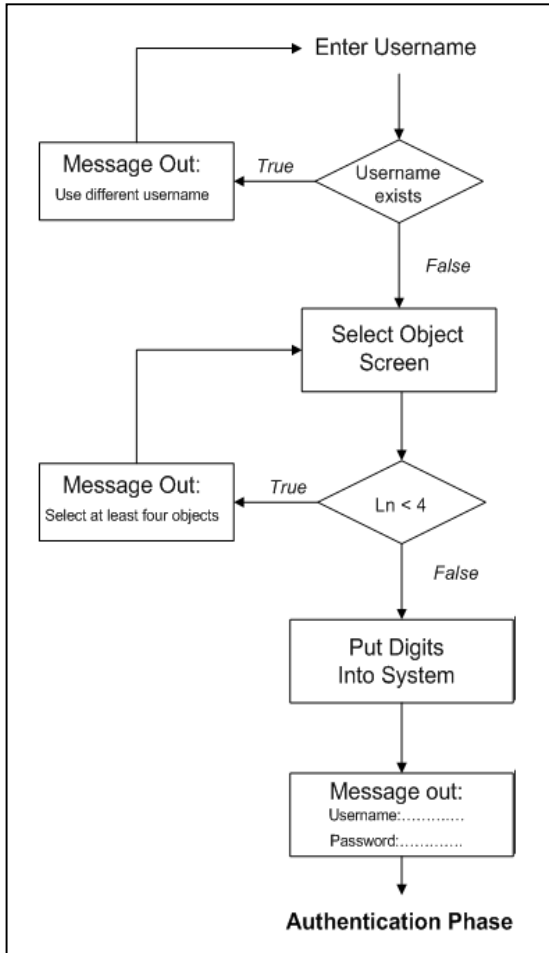 Enter Username
Message Out:
Use different username
True
Username
exists
False
Select Object
Screen
Message Out:
Select at least four objects
True
Ln < 4
False
Put Digits
Into System
Message out:
Username:............
Password:.............
Authentication Phase